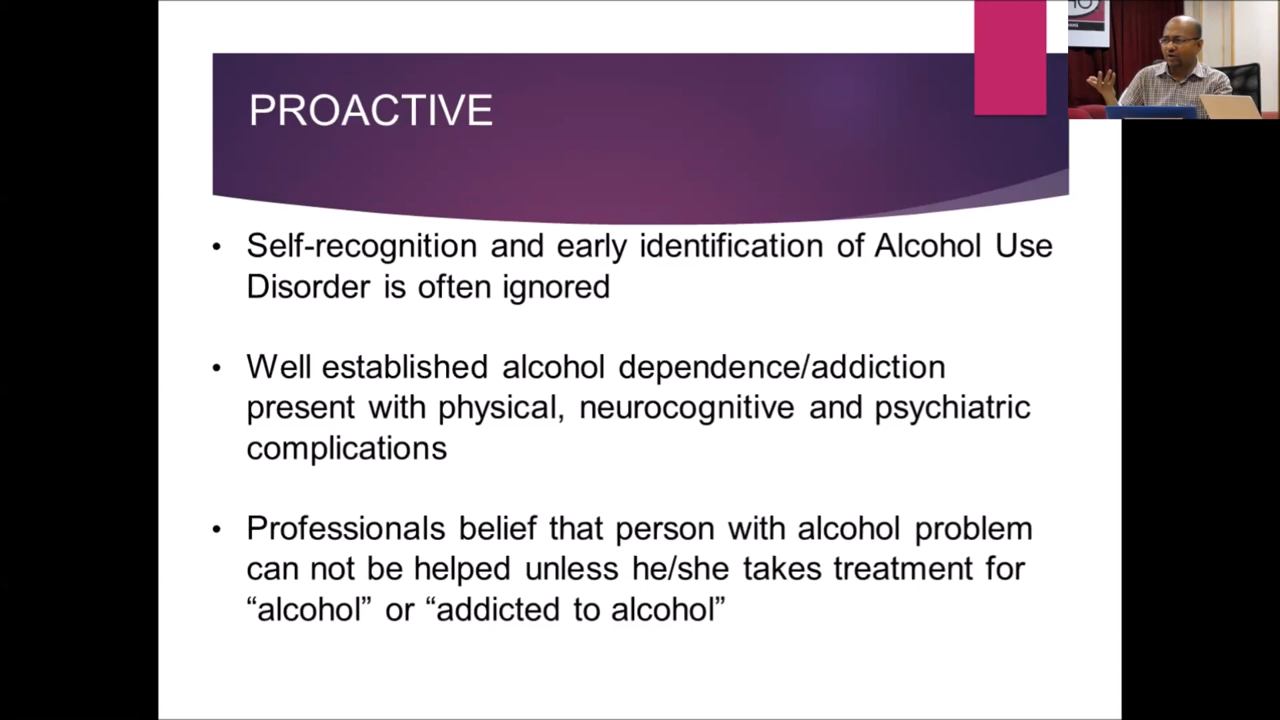 PROACTIVE
• Self-recognition and early identification of Alcohol Use
Disorder is often ignored
• Well established alcohol dependence/addiction
present with physical, neurocognitive and psychiatric
complications
• Professionals belief that person with alcohol problem
can not be helped unless he/she takes treatment for
“alcohol” or “addicted to alcohol”